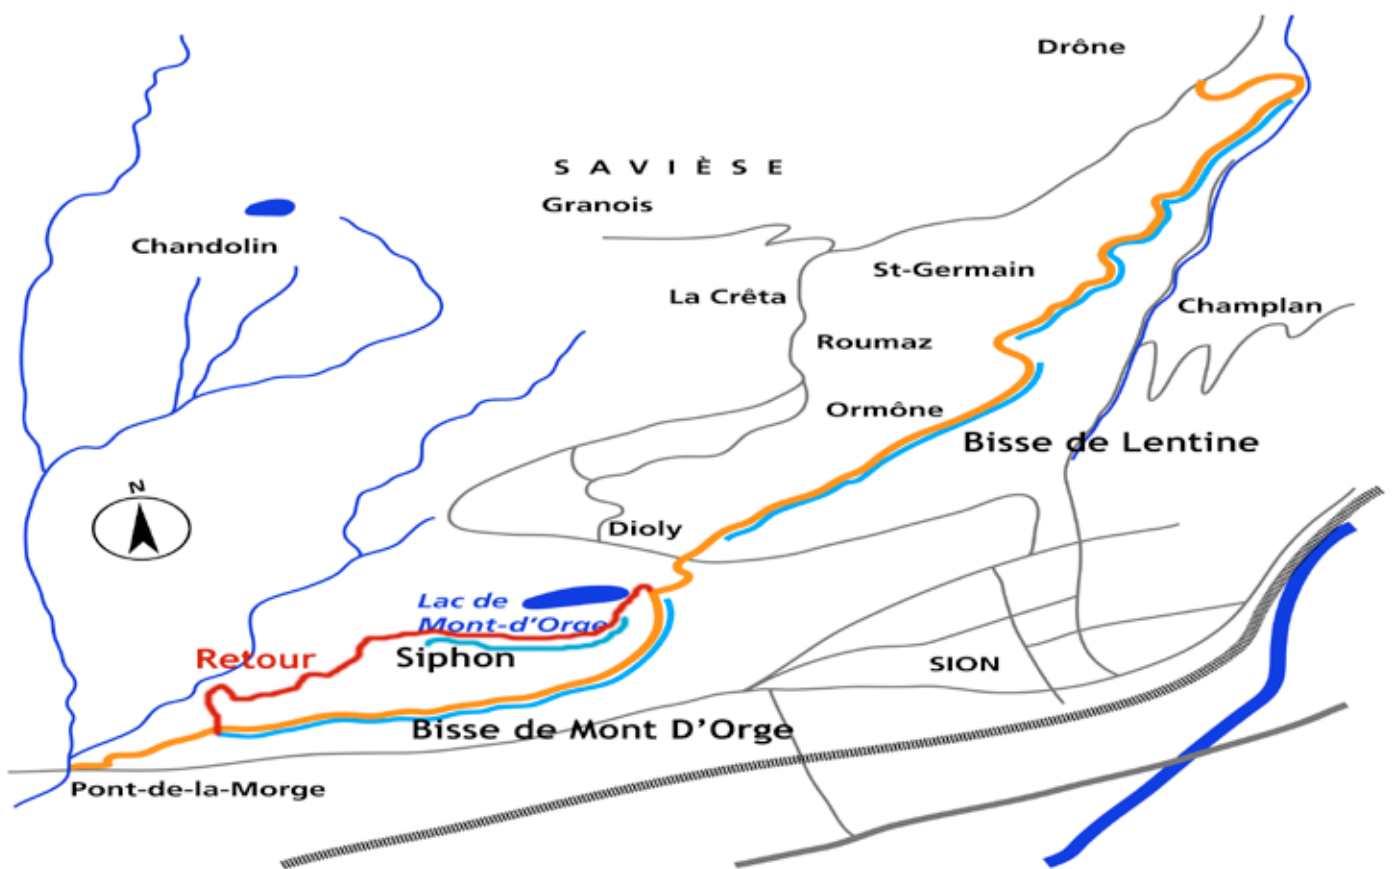 Drône
SAVIÈSE
Granois
Chandolin
St-Germain
La Crêta
Champlan
Roumaz
Ormône
Bisse de Lentine
N
Dioly
Lac de
Mont-d'Orge
Retour
Siphon
SION
Bisse de Mont D'Orge
Pont-de-la-Morge